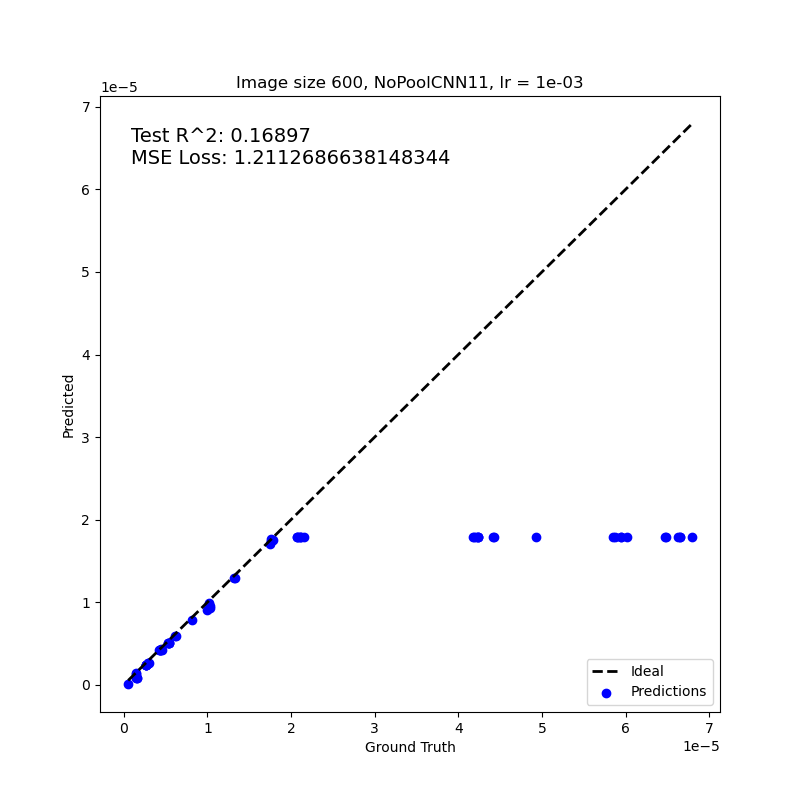 Image size 600, NoPoolCNN11, lr = 1e-03
1e−5
7
6
5
4
3
2
1
0
Test R^2: 0.16897
MSE Loss: 1.2112686638148344
Predicted
Ideal
Predictions
0 1 2 3 4 5 6 7
1e−5
Ground Truth